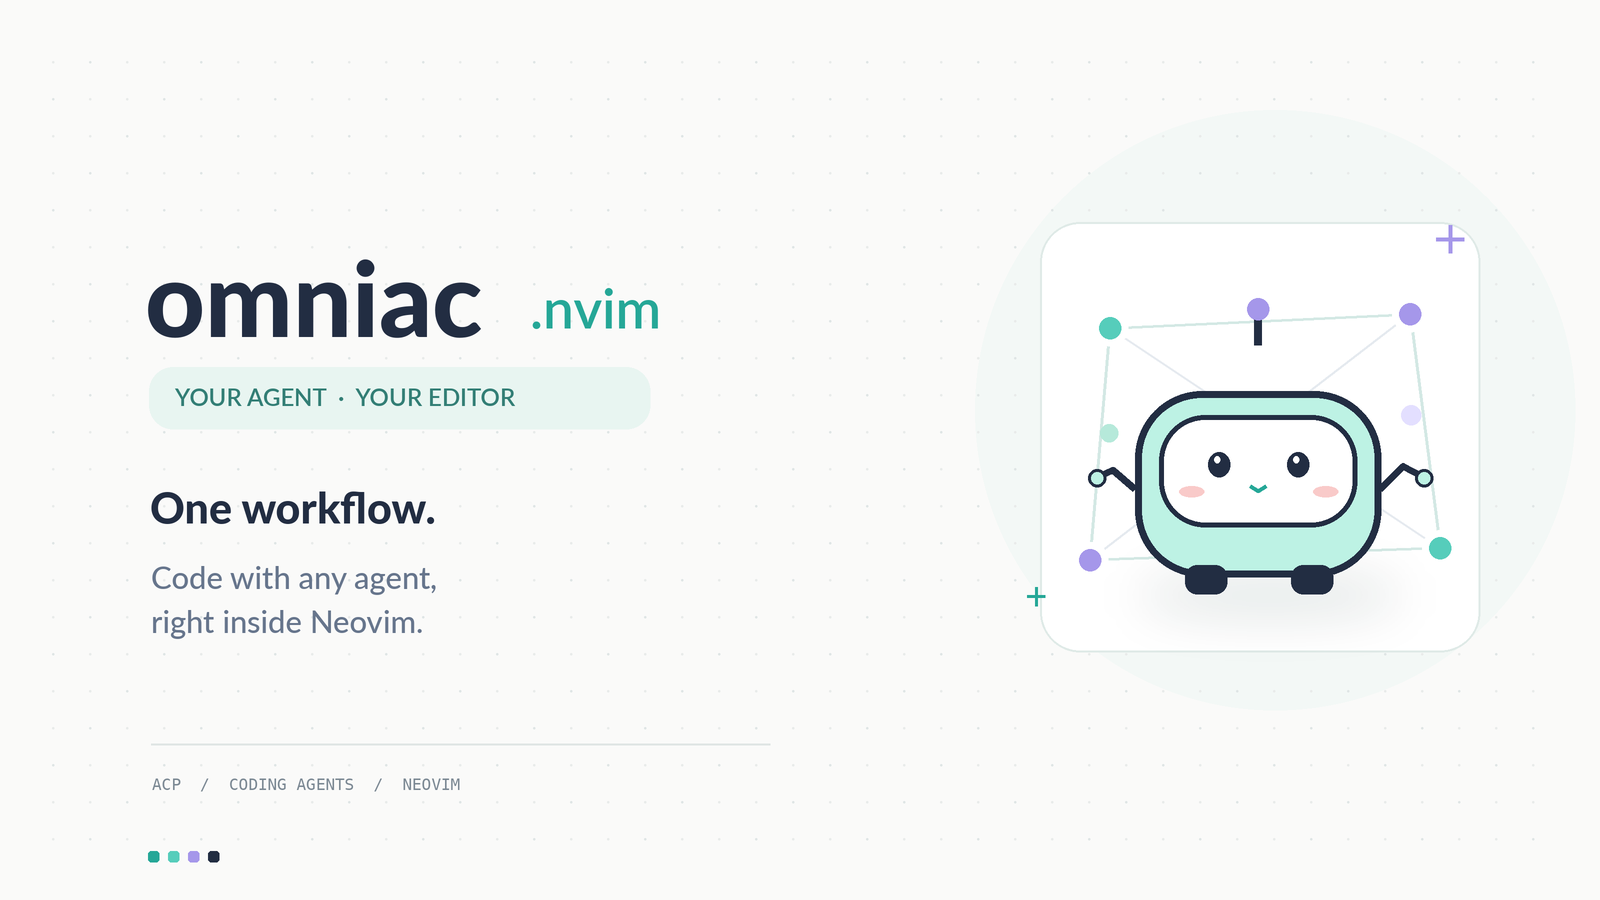 omniac .nvim
YOUR AGENT · YOUR EDITOR
One workflow.
Code with any agent,
right inside Neovim.
ACP / CODING AGENTS / NEOVIM